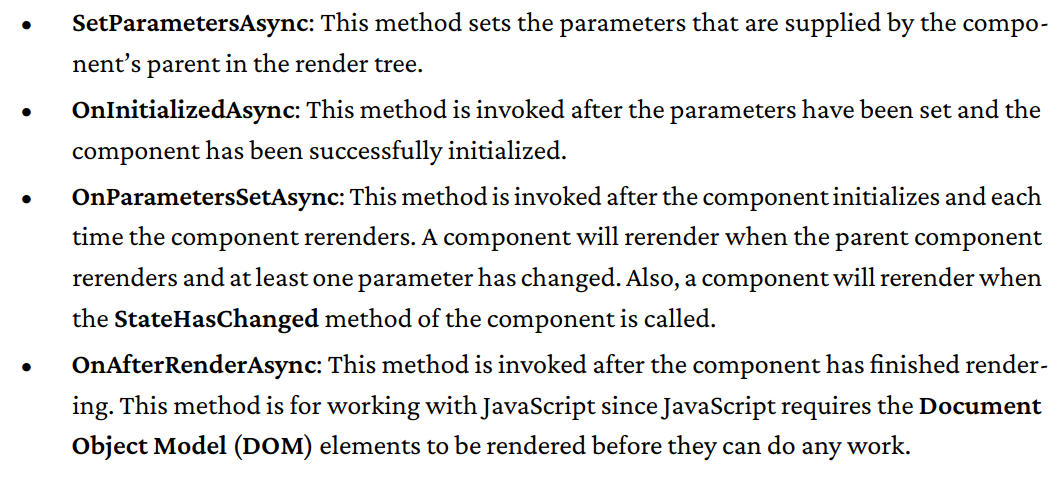 • SetParametersAsync: This method sets the parameters that are supplied by the compo-
nent’s parent in the render tree.
• OnInitializedAsync: This method is invoked after the parameters have been set and the
component has been successfully initialized.
• OnParametersSetAsync: This method is invoked after the component initializes and each
time the component rerenders. A component will rerender when the parent component
rerenders and at least one parameter has changed. Also, a component will rerender when
the StateHasChanged method of the component is called.
• OnAfterRenderAsync: This method is invoked after the component has finished render-
ing. This method is for working with JavaScript since JavaScript requires the Document
Object Model (DOM) elements to be rendered before they can do any work.